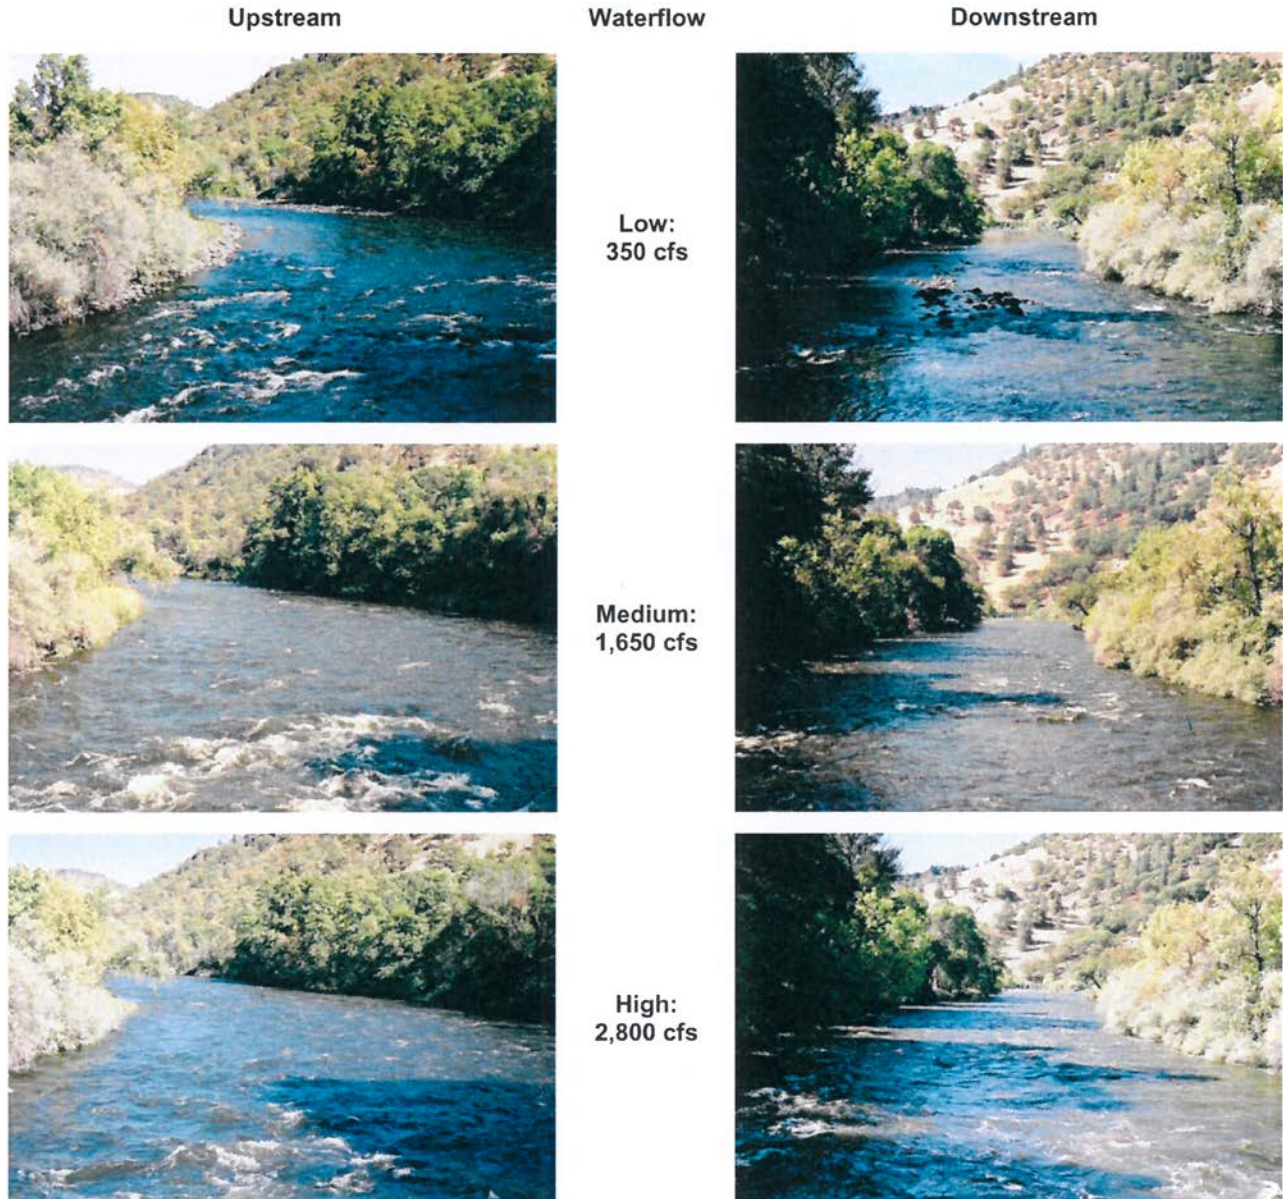 Upstream
Waterflow
Downstream
Low:
350 cfs
Medium:
1,650 cfs
High:
2,800 cfs